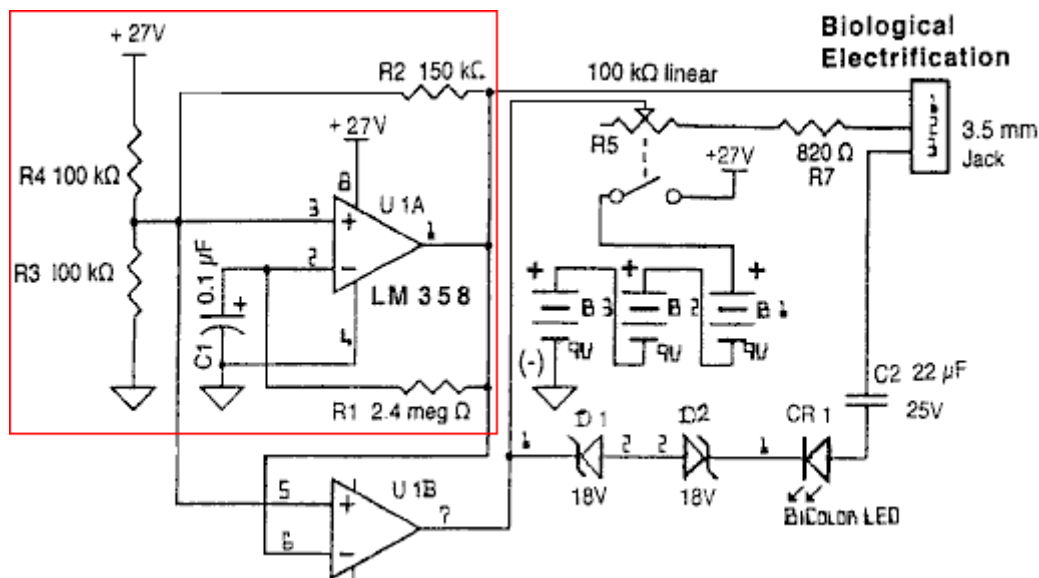 Biological
Electrification
+ 27V
R2 150 kΩ
100 kΩ linear
+27V
R4 100 kΩ
8
U 1A
3
+
1
2
−
LM 358
4
R3 100 kΩ
0.1 µF
+
C1
R1 2.4 meg Ω
R5
820 Ω
R7
+27V
3.5 mm
Jack
+
+
+
B 3
B 2
B 1
9V
9V
9V
(-)
C2 22 µF
25V
1
D 1
2
2
D2
1
CR 1
18V
18V
BiColor LED
U 1B
5
+
7
6
−